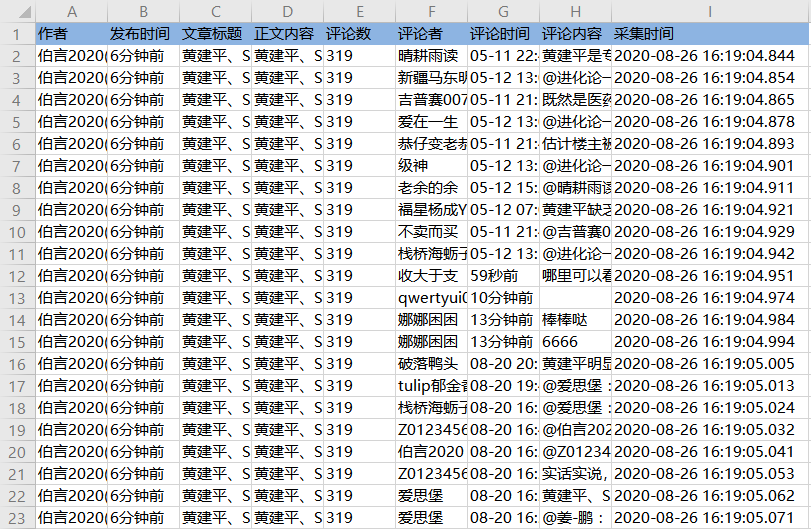 A B C D E F G H I
1 作者 发布时间 文章标题 正文内容 评论数 评论者 评论时间 评论内容 采集时间
2 伯言2020( 6分钟前 黄建平、S 黄建平、S 319 晴耕雨读 05-11 22: 黄建平是专 2020-08-26 16:19:04.844
3 伯言2020( 6分钟前 黄建平、S 黄建平、S 319 新疆马东明 05-12 13: @进化论一 2020-08-26 16:19:04.854
4 伯言2020( 6分钟前 黄建平、S 黄建平、S 319 吉普赛007 05-11 21: 既然是医药 2020-08-26 16:19:04.865
5 伯言2020( 6分钟前 黄建平、S 黄建平、S 319 爱在一生 05-12 13: @进化论一 2020-08-26 16:19:04.878
6 伯言2020( 6分钟前 黄建平、S 黄建平、S 319 恭仔变老恭 05-11 21: 估计楼主被 2020-08-26 16:19:04.893
7 伯言2020( 6分钟前 黄建平、S 黄建平、S 319 级神 05-12 13: @进化论一 2020-08-26 16:19:04.901
8 伯言2020( 6分钟前 黄建平、S 黄建平、S 319 老余的余 05-12 15: @晴耕雨读 2020-08-26 16:19:04.911
9 伯言2020( 6分钟前 黄建平、S 黄建平、S 319 福星杨成Y 05-12 07: 黄建平缺乏 2020-08-26 16:19:04.921
10 伯言2020( 6分钟前 黄建平、S 黄建平、S 319 不卖而买 05-11 21: @吉普赛0 2020-08-26 16:19:04.929
11 伯言2020( 6分钟前 黄建平、S 黄建平、S 319 栈桥海蛎子 05-12 13: @进化论一 2020-08-26 16:19:04.942
12 伯言2020( 6分钟前 黄建平、S 黄建平、S 319 收大于支 59秒前 哪里可以看 2020-08-26 16:19:04.951
13 伯言2020( 6分钟前 黄建平、S 黄建平、S 319 qwertyui0 10分钟前 2020-08-26 16:19:04.974
14 伯言2020( 6分钟前 黄建平、S 黄建平、S 319 娜娜困困 13分钟前 棒棒哒 2020-08-26 16:19:04.984
15 伯言2020( 6分钟前 黄建平、S 黄建平、S 319 娜娜困困 13分钟前 6666 2020-08-26 16:19:04.994
16 伯言2020( 6分钟前 黄建平、S 黄建平、S 319 破落鸭头 08-20 20: 黄建平明显 2020-08-26 16:19:05.005
17 伯言2020( 6分钟前 黄建平、S 黄建平、S 319 tulip郁金香 08-20 19: @爱思堡： 2020-08-26 16:19:05.013
18 伯言2020( 6分钟前 黄建平、S 黄建平、S 319 栈桥海蛎子 08-20 16: @爱思堡： 2020-08-26 16:19:05.024
19 伯言2020( 6分钟前 黄建平、S 黄建平、S 319 Z0123456 08-20 16: @伯言202 2020-08-26 16:19:05.032
20 伯言2020( 6分钟前 黄建平、S 黄建平、S 319 伯言2020 08-20 16: @Z01234 2020-08-26 16:19:05.041
21 伯言2020( 6分钟前 黄建平、S 黄建平、S 319 Z0123456 08-20 16: 实话实说， 2020-08-26 16:19:05.053
22 伯言2020( 6分钟前 黄建平、S 黄建平、S 319 爱思堡 08-20 16: 黄建平、S 2020-08-26 16:19:05.062
23 伯言2020( 6分钟前 黄建平、S 黄建平、S 319 爱思堡 08-20 16: @姜-鹏： 2020-08-26 16:19:05.071